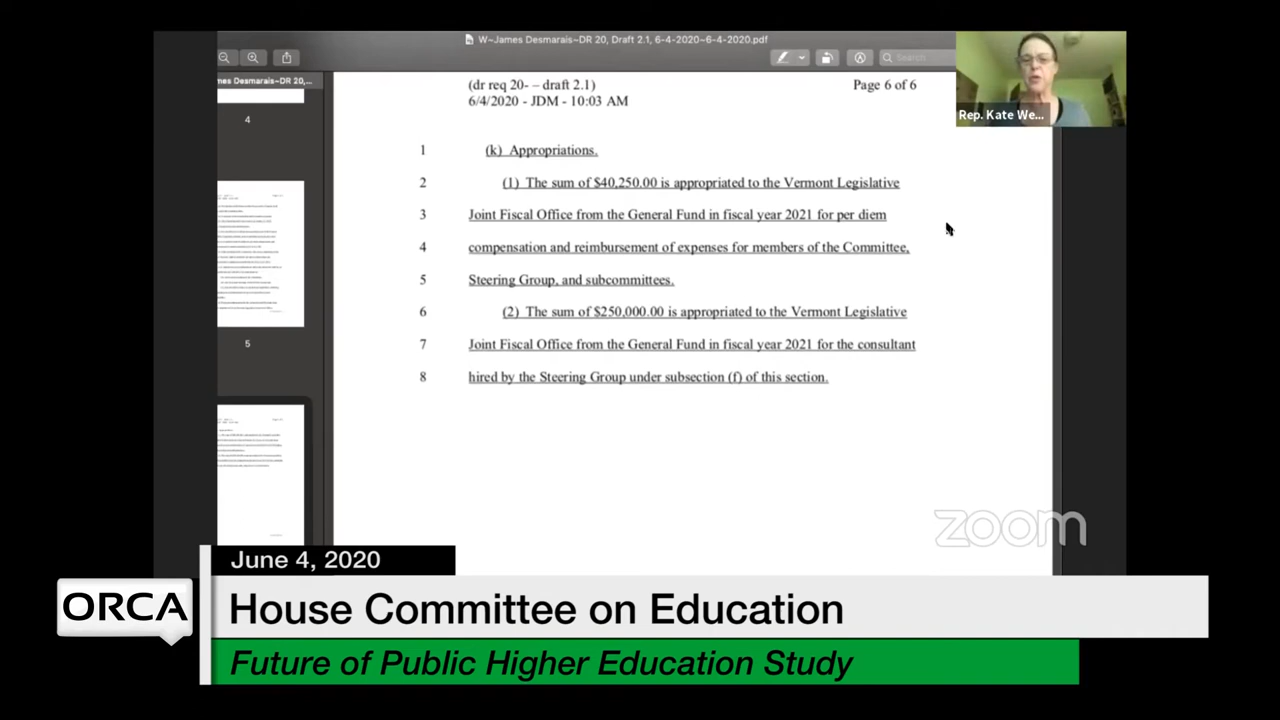 W~James Desmarais~DR 20, Draft 2.1, 6-4-2020~6-4-2020.pdf
Search
mes Desmarais~DR 20,...
4
5
(dr req 20- – draft 2.1)
Page 6 of 6
6/4/2020 - JDM - 10:03 AM
Rep. Kate We...
1 (k) Appropriations.
2 (1) The sum of $40,250.00 is appropriated to the Vermont Legislative
3 Joint Fiscal Office from the General Fund in fiscal year 2021 for per diem
4 compensation and reimbursement of expenses for members of the Committee,
5 Steering Group, and subcommittees.
6 (2) The sum of $250,000.00 is appropriated to the Vermont Legislative
7 Joint Fiscal Office from the General Fund in fiscal year 2021 for the consultant
8 hired by the Steering Group under subsection (f) of this section.
zoom
June 4, 2020
ORCA
House Committee on Education
Future of Public Higher Education Study